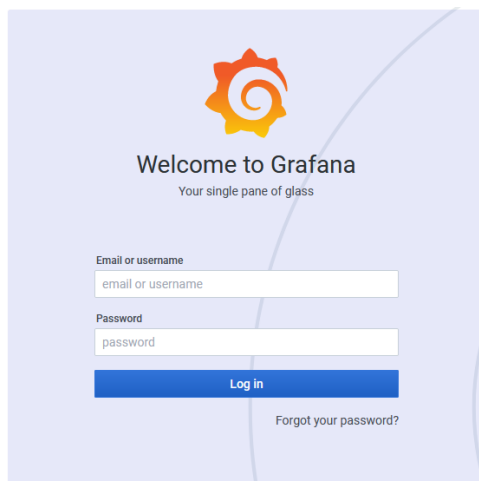 Welcome to Grafana
Your single pane of glass
Email or username
email or username
Password
password
Log in
Forgot your password?